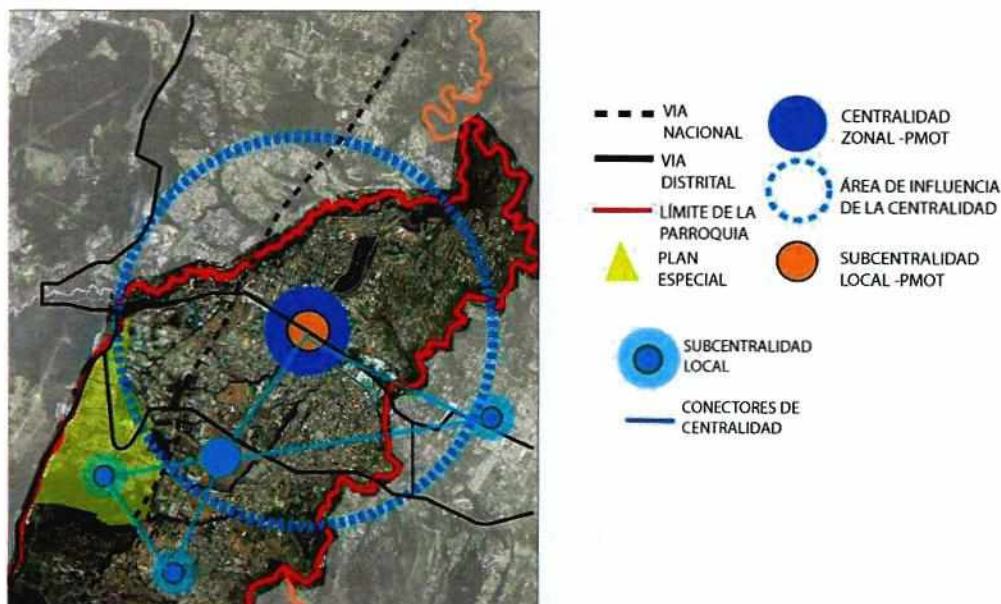 VIA
NACIONAL
VIA
DISTRITAL
LÍMITE DE LA
PARROQUIA
PLAN
ESPECIAL
CENTRALIDAD
ZONAL -PMOT
ÁREA DE INFLUENCIA
DE LA CENTRALIDAD
SUBCENTRALIDAD
LOCAL -PMOT
SUBCENTRALIDAD
LOCAL
CONECTORES DE
CENTRALIDAD